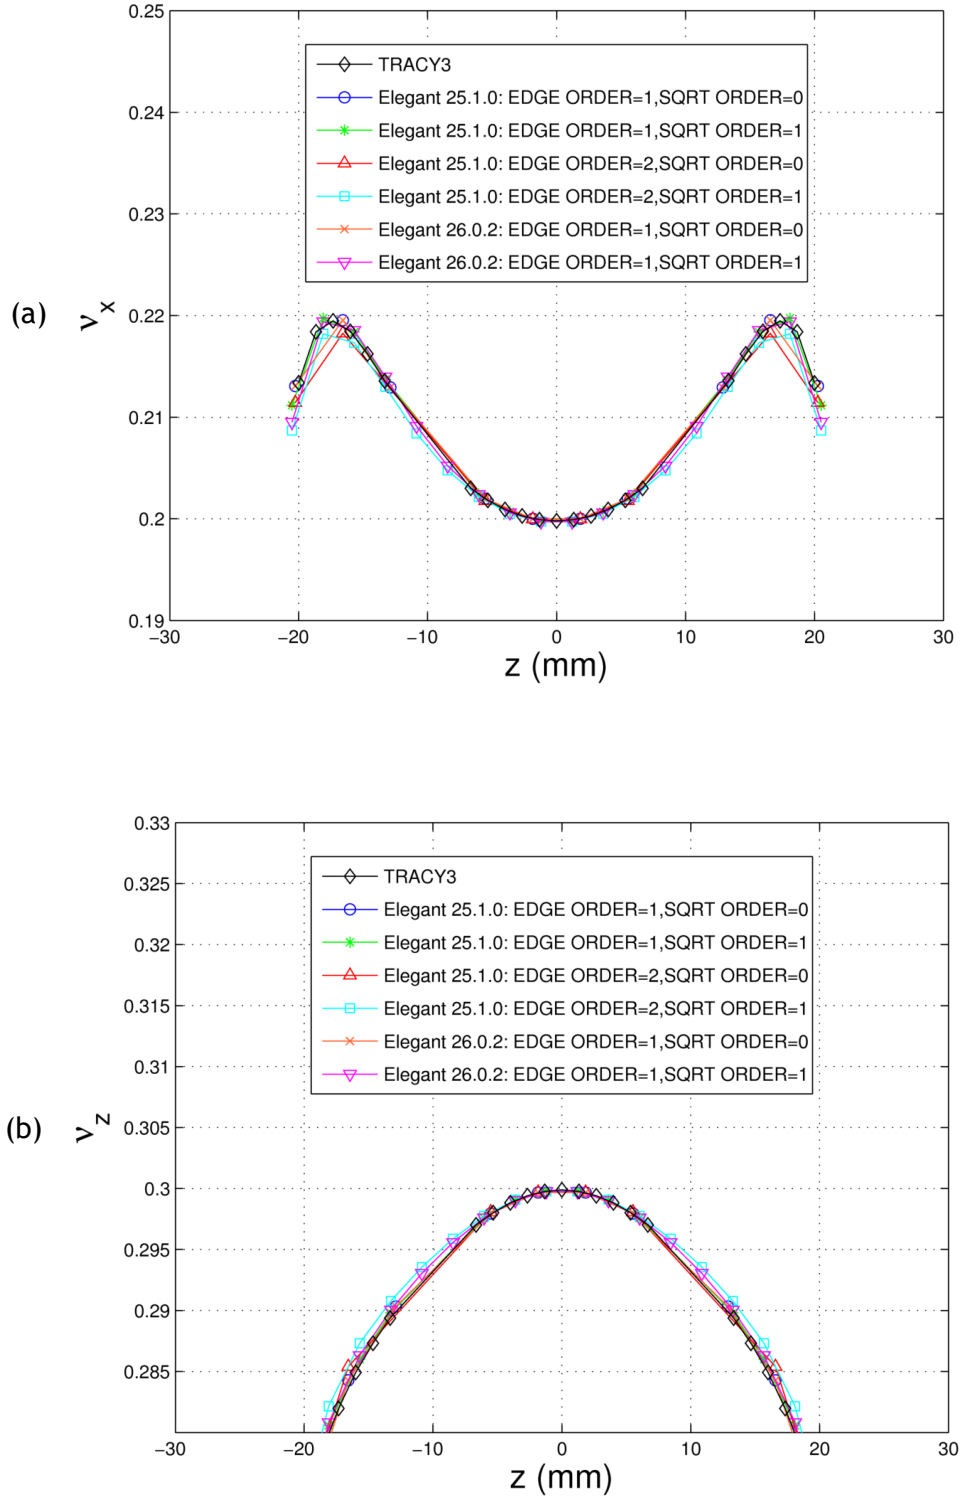 0.25
TRACY3
Elegant 25.1.0: EDGE ORDER=1,SQRT ORDER=0
0.24
Elegant 25.1.0: EDGE ORDER=1,SQRT ORDER=1
Elegant 25.1.0: EDGE ORDER=2,SQRT ORDER=0
Elegant 25.1.0: EDGE ORDER=2,SQRT ORDER=1
0.23
Elegant 26.0.2: EDGE ORDER=1,SQRT ORDER=0
Elegant 26.0.2: EDGE ORDER=1,SQRT ORDER=1
(a)
νx
0.22
0.21
0.2
0.19
−30 −20 −10 0 10 20 30
z (mm)
0.33
TRACY3
0.325
Elegant 25.1.0: EDGE ORDER=1,SQRT ORDER=0
Elegant 25.1.0: EDGE ORDER=1,SQRT ORDER=1
0.32
Elegant 25.1.0: EDGE ORDER=2,SQRT ORDER=0
0.315
Elegant 25.1.0: EDGE ORDER=2,SQRT ORDER=1
Elegant 26.0.2: EDGE ORDER=1,SQRT ORDER=0
0.31
Elegant 26.0.2: EDGE ORDER=1,SQRT ORDER=1
(b)
νz
0.305
0.3
0.295
0.29
0.285
−30 −20 −10 0 10 20 30
z (mm)